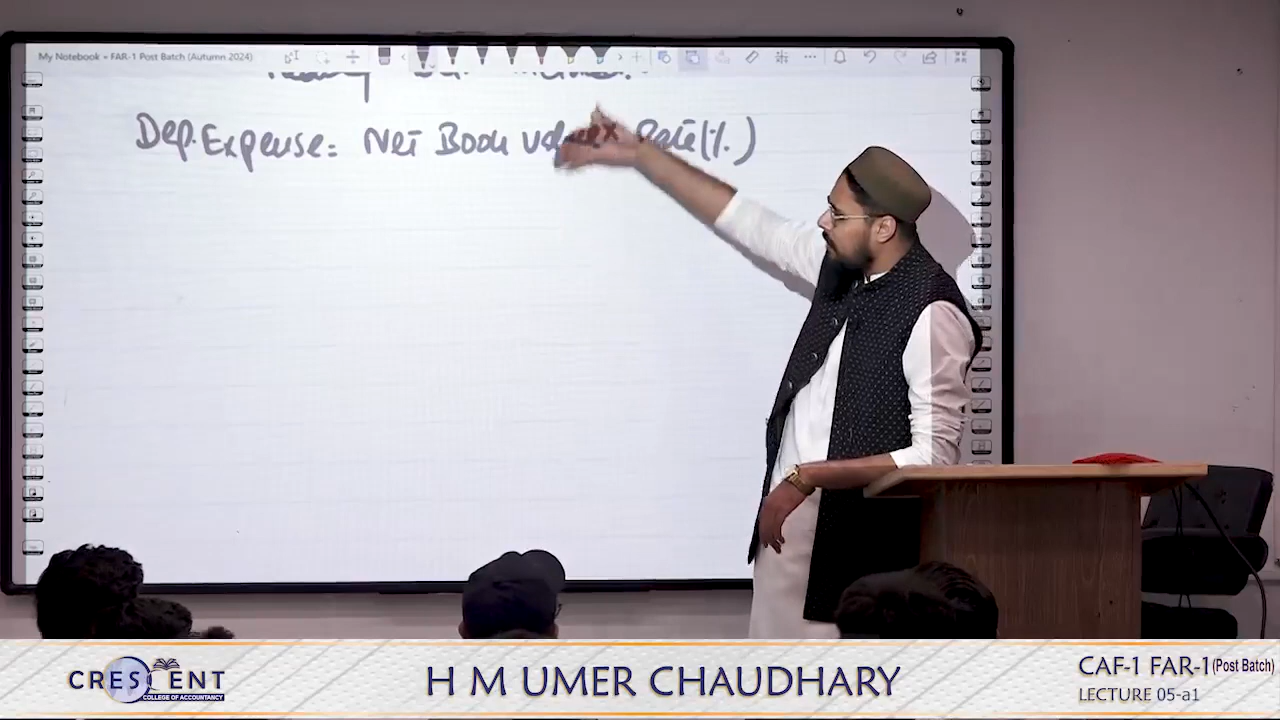 My Notebook » FAR-1 Post Batch (Autumn 2024)
Dep. Expense = Net Book Value x Rate (%.)
CRESCENT
COLLEGE OF ACCOUNTANCY
H M UMER CHAUDHARY
CAF-1 FAR-1 (Post Batch)
LECTURE 05-a1